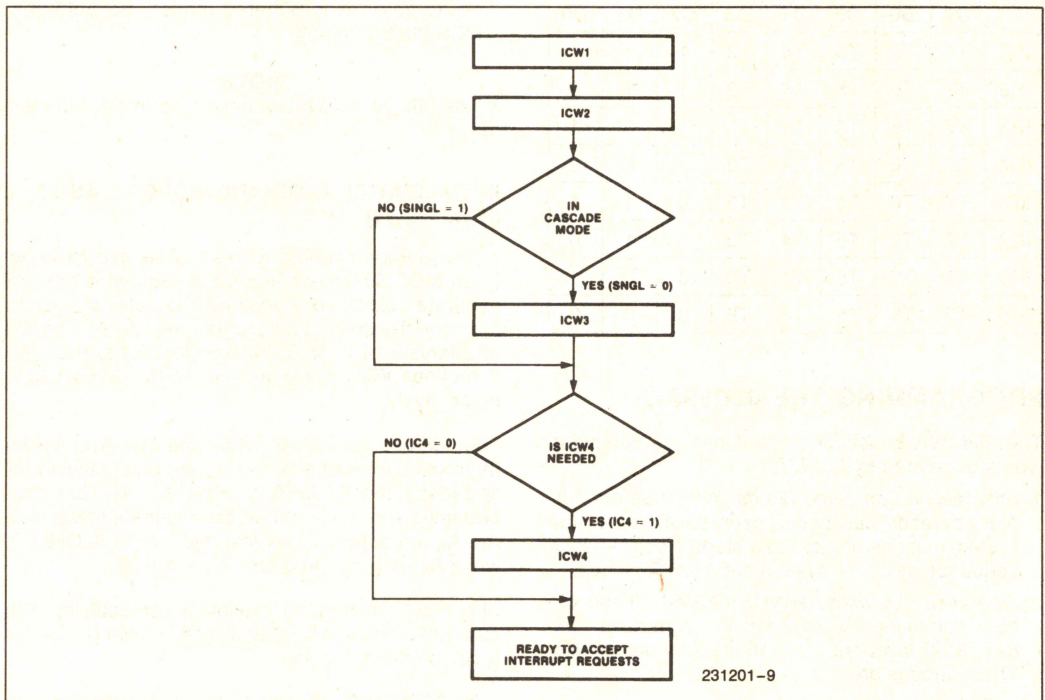 ICW1
ICW2
IN
CASCADE
MODE
NO (SINGL = 1)
YES (SNGL = 0)
ICW3
IS ICW4
NEEDED
NO (IC4 = 0)
YES (IC4 = 1)
ICW4
READY TO ACCEPT
INTERRUPT REQUESTS
231201-9